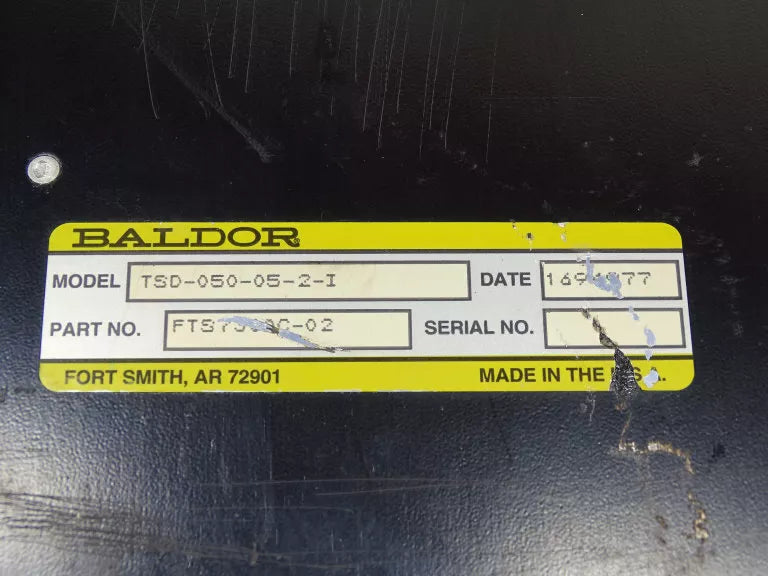 BALDOR
MODEL TSD-050-05-2-I DATE
PART NO. SERIAL NO.
FORT SMITH, AR 72901 MADE IN THE